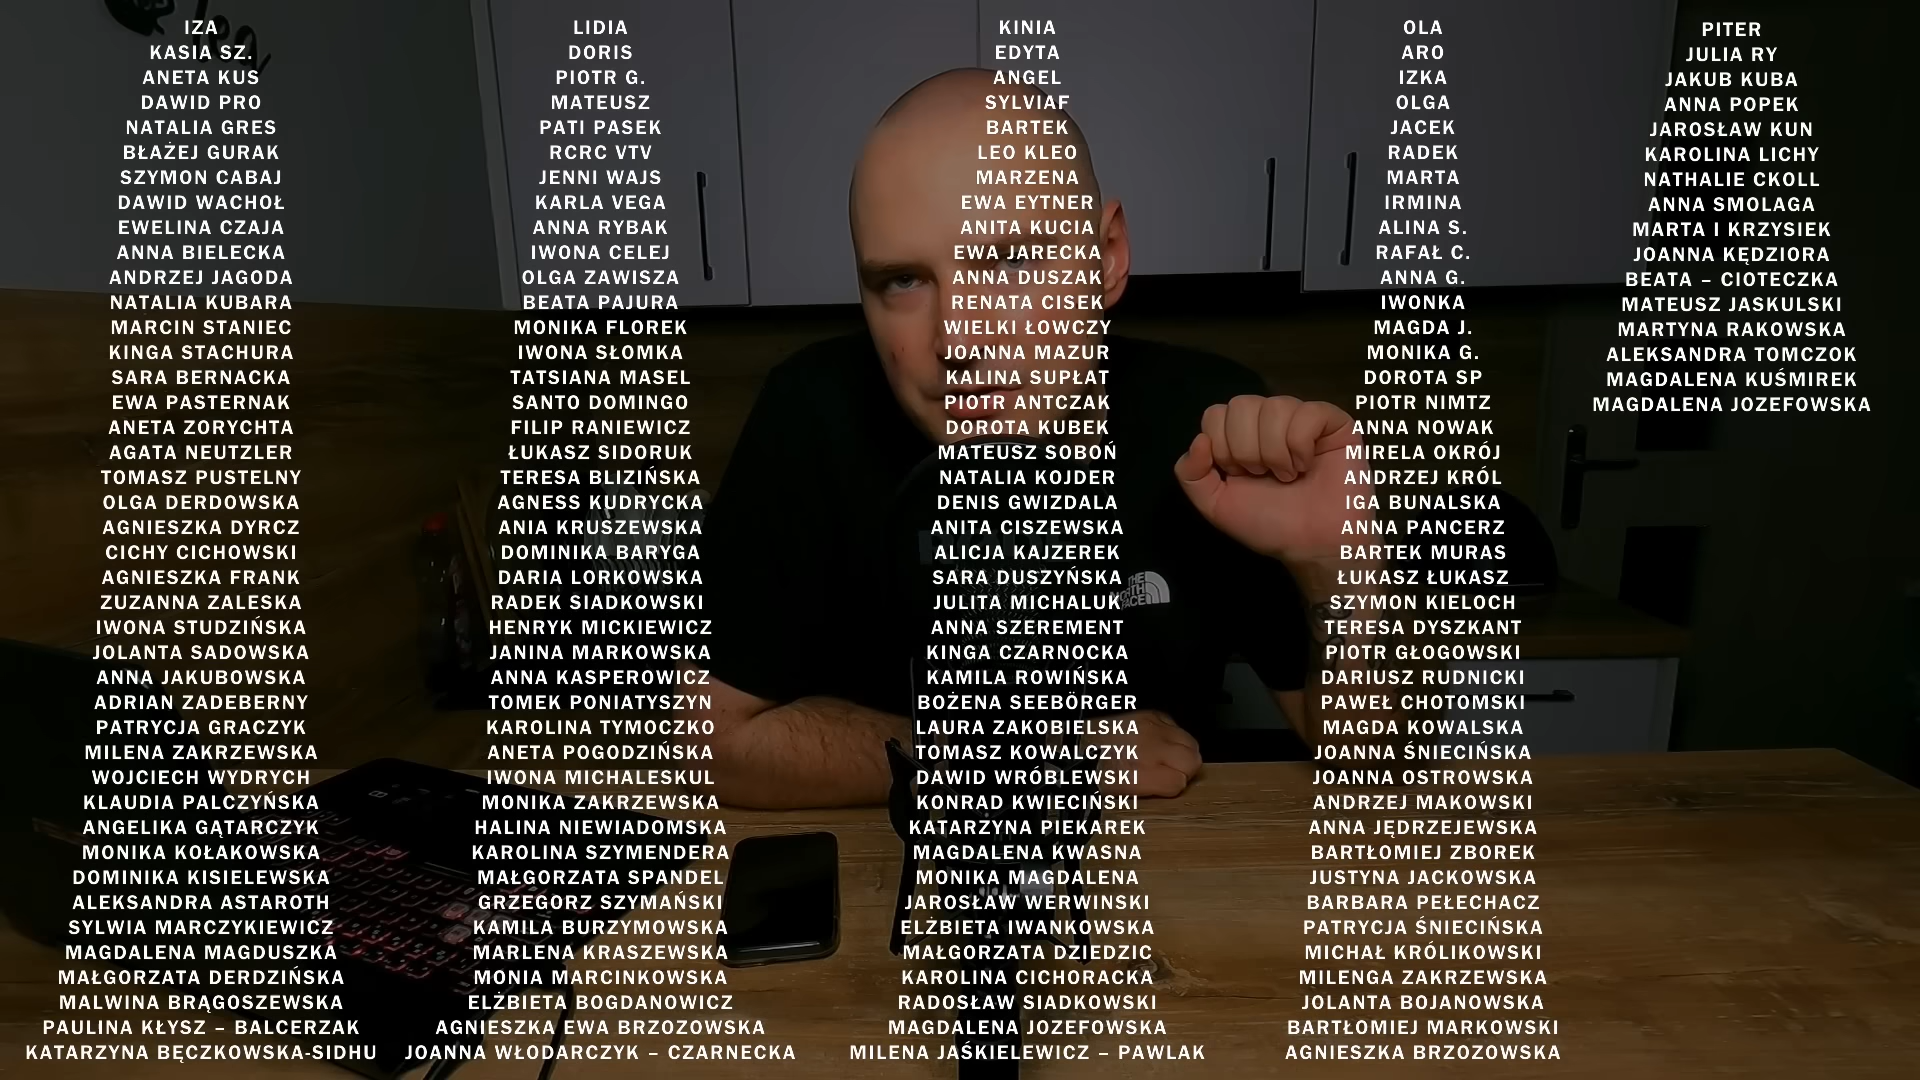 IZA
KASIA SZ.
ANETA KUS
DAWID PRO
NATALIA GRES
BŁAŻEJ GURAK
SZYMON CABAJ
DAWID WACHOŁ
EWELINA CZAJA
ANNA BIELECKA
ANDRZEJ JAGODA
NATALIA KUBARA
MARCIN STANIEC
KINGA STACHURA
SARA BERNACKA
EWA PASTERNAK
ANETA ZORYCHTA
AGATA NEUTZLER
TOMASZ PUSTELNY
OLGA DERDOWSKA
AGNIESZKA DYRCZ
CICHY CICHOWSKI
AGNIESZKA FRANK
ZUZANNA ZALESKA
IWONA STUDZIŃSKA
JOLANTA SADOWSKA
ANNA JAKUBOWSKA
ADRIAN ZADEBERNY
PATRYCJA GRACZYK
MILENA ZAKRZEWSKA
WOJCIECH WYDRYCH
KLAUDIA PALCZYŃSKA
ANGELIKA GĄTARCZYK
MONIKA KOŁAKOWSKA
DOMINIKA KISIELEWSKA
ALEKSANDRA ASTAROTH
SYLWIA MARCZYKIEWICZ
MAGDALENA MAGDUSZKA
MAŁGORZATA DERDZIŃSKA
MALWINA BRĄGOSZEWSKA
PAULINA KŁYSZ – BALCERZAK
KATARZYNA BĘCZKOWSKA-SIDHU
LIDIA
DORIS
PIOTR G.
MATEUSZ
PATI PASEK
RCRC VTV
JENNI WAJS
KARLA VEGA
ANNA RYBAK
IWONA CELEJ
OLGA ZAWISZA
BEATA PAJURA
MONIKA FLOREK
IWONA SŁOMKA
TATSIANA MASEL
SANTO DOMINGO
FILIP RANIEWICZ
ŁUKASZ SIDORUK
TERESA BLIZIŃSKA
AGNESS KUDRYCKA
ANIA KRUSZEWSKA
DOMINIKA BARYGA
DARIA LORKOWSKA
RADEK SIADKOWSKI
HENRYK MICKIEWICZ
JANINA MARKOWSKA
ANNA KASPEROWICZ
TOMEK PONIATYSZYN
KAROLINA TYMOCZKO
ANETA POGODZIŃSKA
IWONA MICHALESKUL
MONIKA ZAKRZEWSKA
HALINA NIEWIADOMSKA
KAROLINA SZYMENDERA
MAŁGORZATA SPANDEL
GRZEGORZ SZYMAŃSKI
KAMILA BURZYMOWSKA
MARLENA KRASZEWSKA
MONIA MARCINKOWSKA
ELŻBIETA BOGDANOWICZ
AGNIESZKA EWA BRZOZOWSKA
JOANNA WŁODARCZYK – CZARNECKA
KINIA
EDYTA
ANGEL
SYLVIAF
BARTEK
LEO KLEO
MARZENA
EWA EYTNER
ANITA KUCIA
EWA JARECKA
ANNA DUSZAK
RENATA CISEK
WIELKI ŁOWCZY
JOANNA MAZUR
KALINA SUPŁAT
PIOTR ANTCZAK
DOROTA KUBEK
MATEUSZ SOBOŃ
NATALIA KOJDER
DENIS GWIZDALA
ANITA CISZEWSKA
ALICJA KAJZEREK
SARA DUSZYŃSKA
JULITA MICHALUK
ANNA SZEREMENT
KINGA CZARNOCKA
KAMILA ROWIŃSKA
BOŻENA SEEBÖRGER
LAURA ZAKOBIELSKA
TOMASZ KOWALCZYK
DAWID WRÓBLEWSKI
KONRAD KWIECIŃSKI
KATARZYNA PIEKAREK
MAGDALENA KWASNA
MONIKA MAGDALENA
JAROSŁAW WERWINSKI
ELŻBIETA IWANKOWSKA
MAŁGORZATA DZIEDZIC
KAROLINA CICHORACKA
RADOSŁAW SIADKOWSKI
MAGDALENA JOZEFOWSKA
MILENA JAŚKIELEWICZ – PAWLAK
THE
NORTH
FACE
OLA
ARO
IZKA
OLGA
JACEK
RADEK
MARTA
IRMINA
ALINA S.
RAFAŁ C.
ANNA G.
IWONKA
MAGDA J.
MONIKA G.
DOROTA SP
PIOTR NIMTZ
ANNA NOWAK
MIRELA OKRÓJ
ANDRZEJ KRÓL
IGA BUNALSKA
ANNA PANCERZ
BARTEK MURAS
ŁUKASZ ŁUKASZ
SZYMON KIELOCH
TERESA DYSZKANT
PIOTR GŁOGOWSKI
DARIUSZ RUDNICKI
PAWEŁ CHOTOMSKI
MAGDA KOWALSKA
JOANNA ŚNIECIŃSKA
JOANNA OSTROWSKA
ANDRZEJ MAKOWSKI
ANNA JĘDRZEJEWSKA
BARTŁOMIEJ ZBOREK
JUSTYNA JACKOWSKA
BARBARA PEŁECHACZ
PATRYCJA ŚNIECIŃSKA
MICHAŁ KRÓLIKOWSKI
MILENGA ZAKRZEWSKA
JOLANTA BOJANOWSKA
BARTŁOMIEJ MARKOWSKI
AGNIESZKA BRZOZOWSKA
PITER
JULIA RY
JAKUB KUBA
ANNA POPEK
JAROSŁAW KUN
KAROLINA LICHY
NATHALIE CKOLL
ANNA SMOLAGA
MARTA I KRZYSIEK
JOANNA KĘDZIORA
BEATA – CIOTECZKA
MATEUSZ JASKULSKI
MARTYNA RAKOWSKA
ALEKSANDRA TOMCZOK
MAGDALENA KUŚMIREK
MAGDALENA JOZEFOWSKA